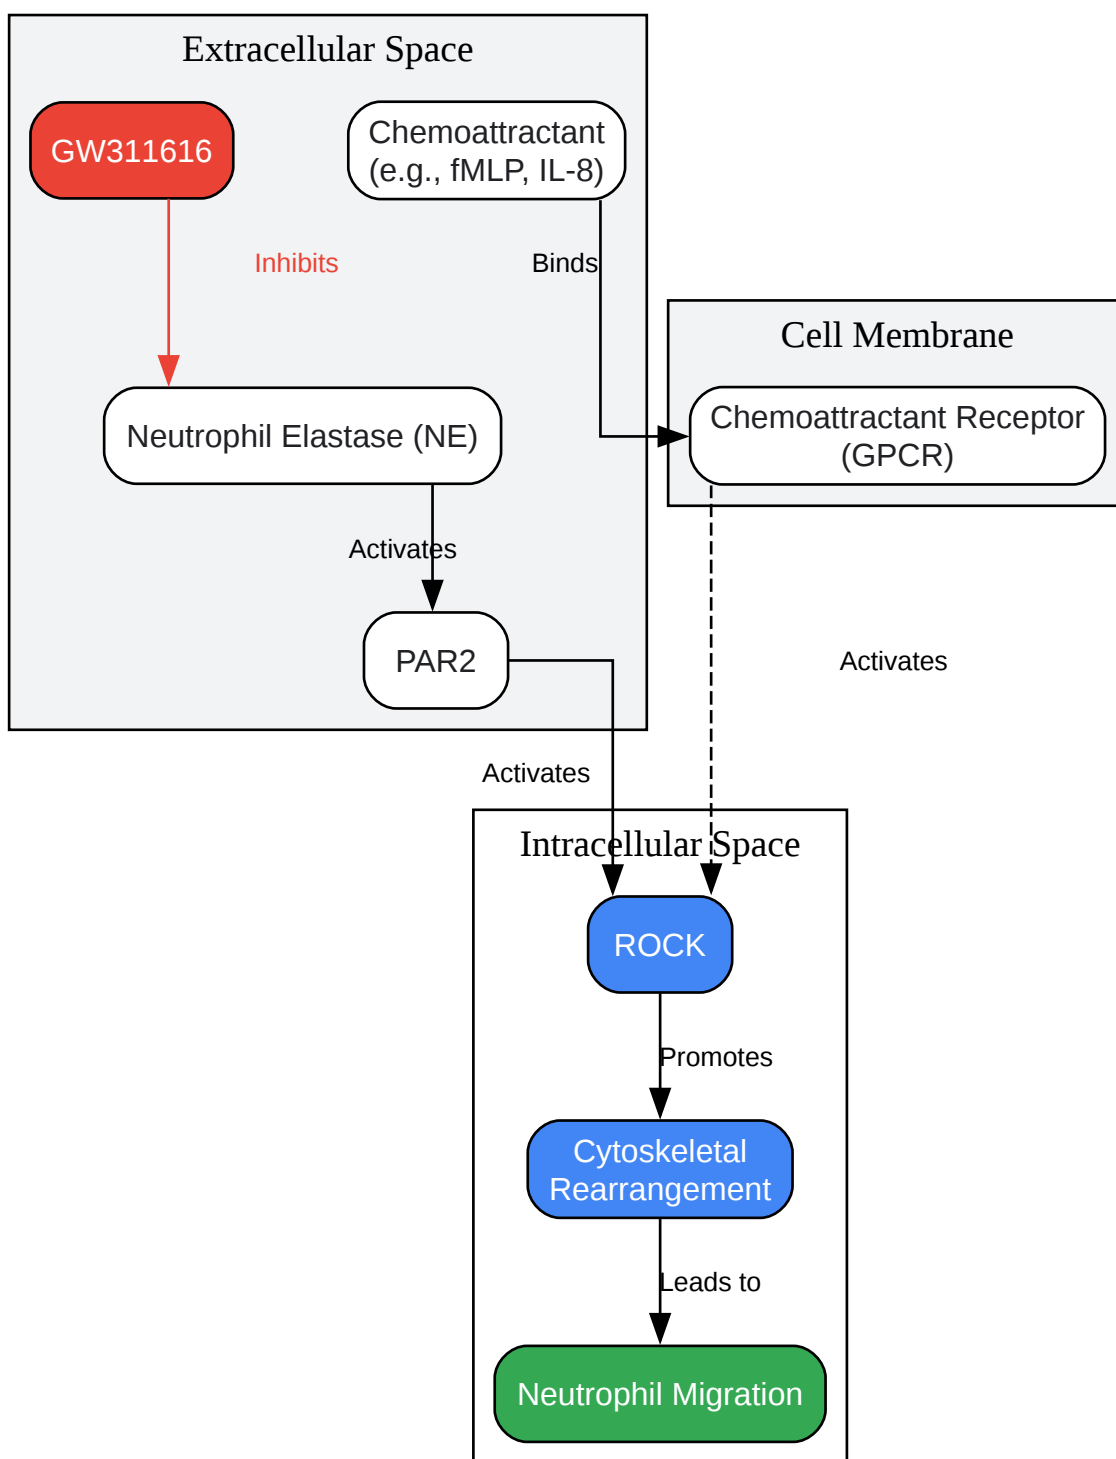 Extracellular Space
GW311616
Chemoattractant
(e.g., fMLP, IL-8)
Inhibits
Binds
Cell Membrane
Neutrophil Elastase (NE)
Chemoattractant Receptor
(GPCR)
Activates
PAR2
Activates
Activates
Intracellular Space
ROCK
Promotes
Cytoskeletal
Rearrangement
Leads to
Neutrophil Migration